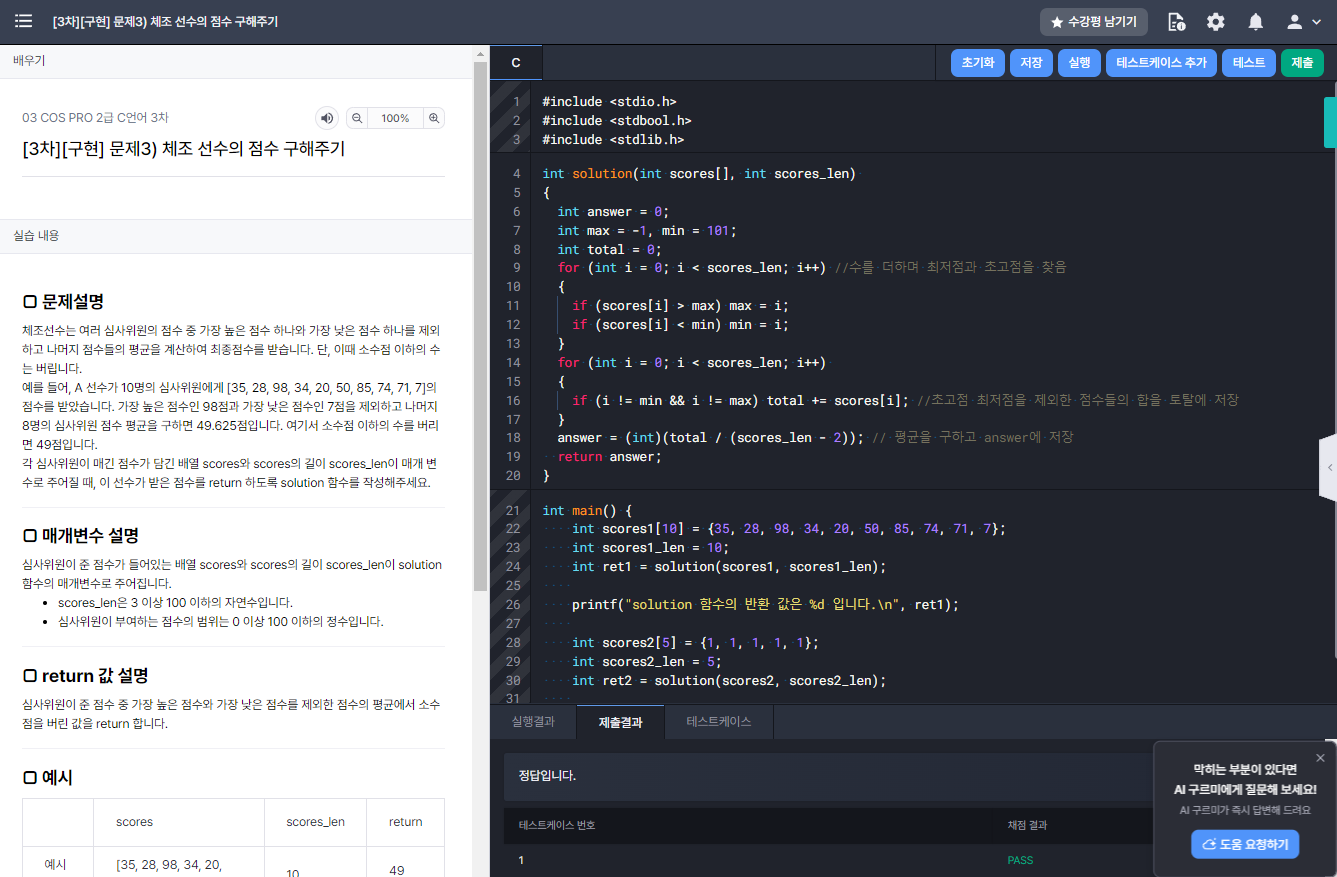 [3차][구현] 문제3) 체조 선수의 점수 구해주기
★ 수강평 남기기
배우기
03 COS PRO 2급 C언어 3차
100%
[3차][구현] 문제3) 체조 선수의 점수 구해주기
실습 내용
문제설명
체조선수는 여러 심사위원의 점수 중 가장 높은 점수 하나와 가장 낮은 점수 하나를 제외
하고 나머지 점수들의 평균을 계산하여 최종점수를 받습니다. 단, 이때 소수점 이하의 수
는 버립니다.
예를 들어, A 선수가 10명의 심사위원에게 [35, 28, 98, 34, 20, 50, 85, 74, 71, 7]의
점수를 받았습니다. 가장 높은 점수인 98점과 가장 낮은 점수인 7점을 제외하고 나머지
8명의 심사위원 점수 평균을 구하면 49.625점입니다. 여기서 소수점 이하의 수를 버리
면 49점입니다.
각 심사위원이 매긴 점수가 담긴 배열 scores와 scores의 길이 scores_len이 매개 변
수로 주어질 때, 이 선수가 받은 점수를 return 하도록 solution 함수를 작성해주세요.
매개변수 설명
심사위원이 준 점수가 들어있는 배열 scores와 scores의 길이 scores_len이 solution
함수의 매개변수로 주어집니다.
• scores_len은 3 이상 100 이하의 자연수입니다.
• 심사위원이 부여하는 점수의 범위는 0 이상 100 이하의 정수입니다.
return 값 설명
심사위원이 준 점수 중 가장 높은 점수와 가장 낮은 점수를 제외한 점수의 평균에서 소수
점을 버린 값을 return 합니다.
예시
scores scores_len return
예시 [35, 28, 98, 34, 20, 10 49
C
초기화 저장 실행 테스트케이스 추가 테스트 제출
1 #include <stdio.h>
2 #include <stdbool.h>
3 #include <stdlib.h>
4 int solution(int scores[], int scores_len)
5 {
6 int answer = 0;
7 int max = -1, min = 101;
8 int total = 0;
9 for (int i = 0; i < scores_len; i++) //수를 더하며 최저점과 초고점을 찾음
10 {
11 if (scores[i] > max) max = i;
12 if (scores[i] < min) min = i;
13 }
14 for (int i = 0; i < scores_len; i++)
15 {
16 if (i != min && i != max) total += scores[i]; //초고점 최저점을 제외한 점수들의 합을 토탈에 저장
17 }
18 answer = (int)(total / (scores_len - 2)); // 평균을 구하고 answer에 저장
19 return answer;
20 }
21 int main() {
22 int scores1[10] = {35, 28, 98, 34, 20, 50, 85, 74, 71, 7};
23 int scores1_len = 10;
24 int ret1 = solution(scores1, scores1_len);
25
26 printf("solution 함수의 반환 값은 %d 입니다.\n", ret1);
27
28 int scores2[5] = {1, 1, 1, 1, 1};
29 int scores2_len = 5;
30 int ret2 = solution(scores2, scores2_len);
31
실행결과 제출결과 테스트케이스
정답입니다.
테스트케이스 번호 채점 결과
1 PASS
막히는 부분이 있다면
AI 구르미에게 질문해 보세요!
AI 구르미가 즉시 답변해 드려요
도움 요청하기